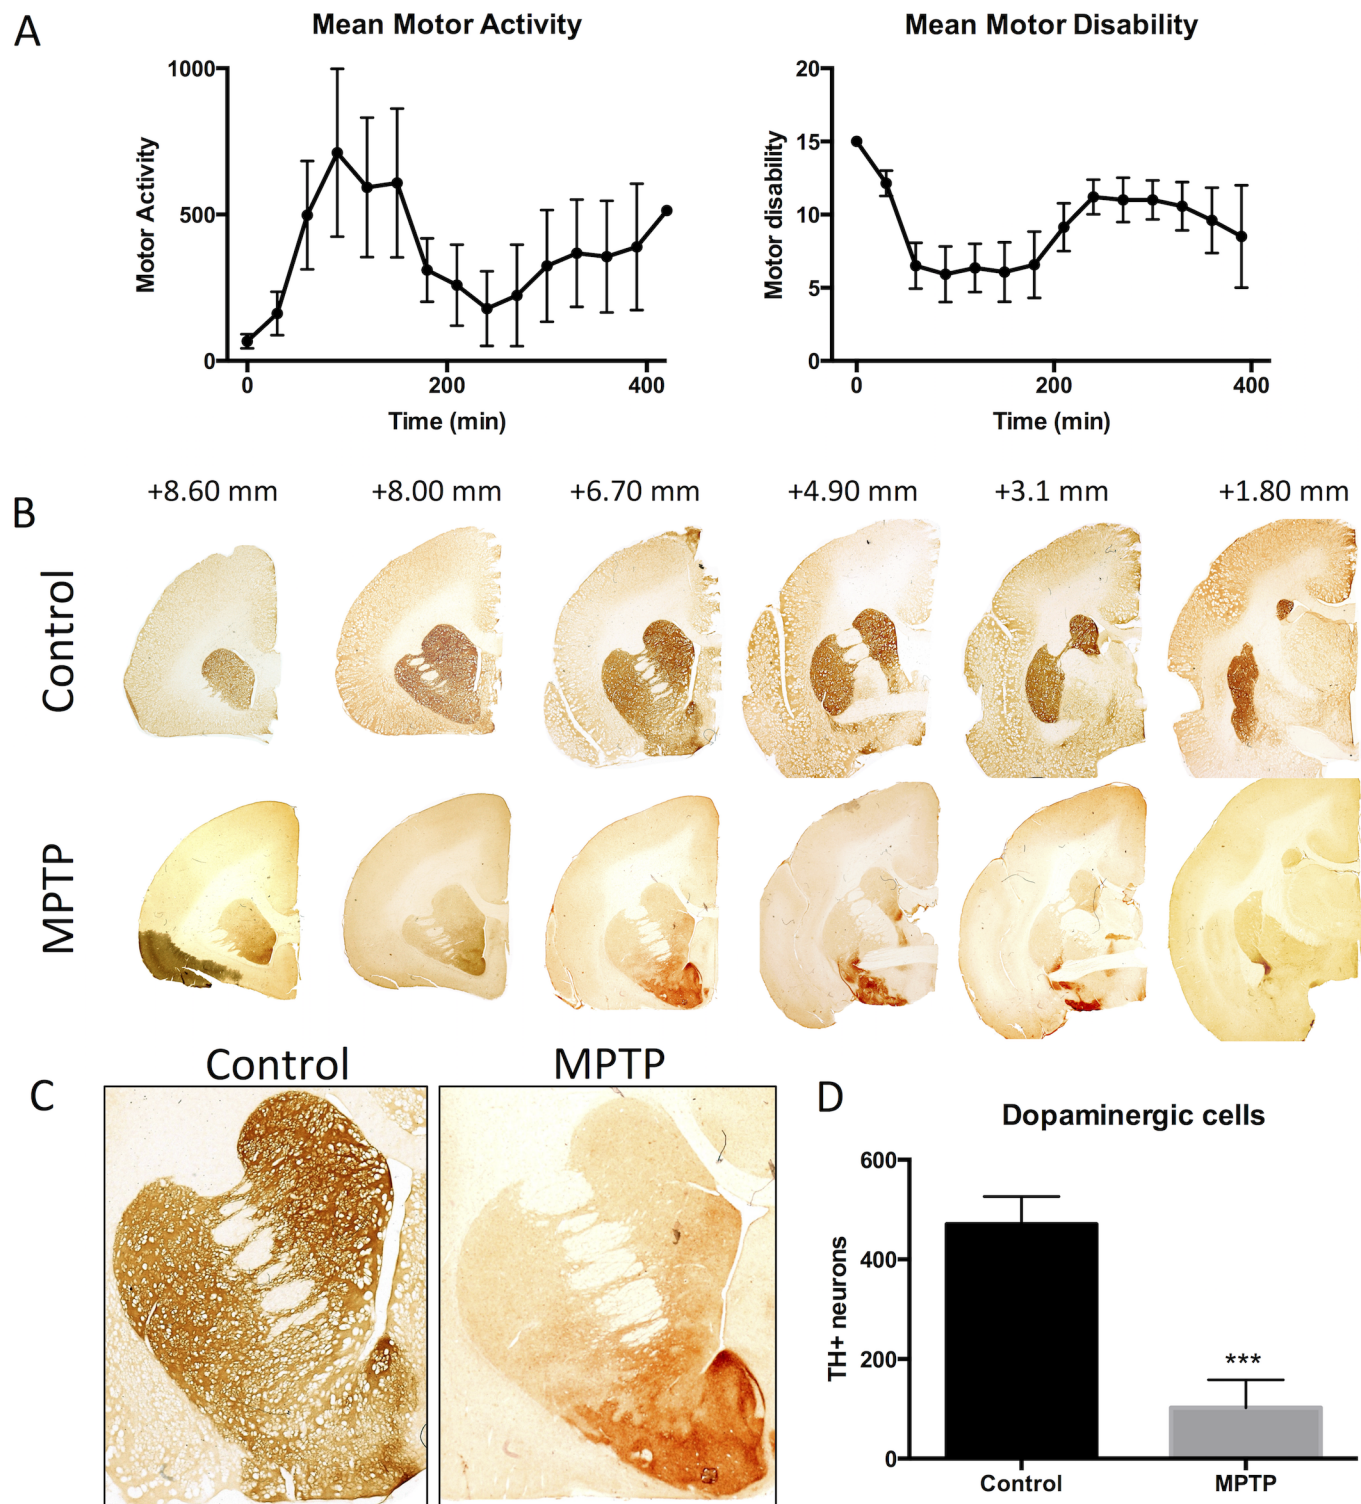 A
Mean Motor Activity
Motor Activity
1000
500
0
0 200 400
Time (min)
Mean Motor Disability
Motor disability
20
15
10
5
0
0 200 400
Time (min)
B
+8.60 mm +8.00 mm +6.70 mm +4.90 mm +3.1 mm +1.80 mm
Control
MPTP
C
Control MPTP
D
Dopaminergic cells
TH+ neurons
600
400
200
0
***
Control MPTP